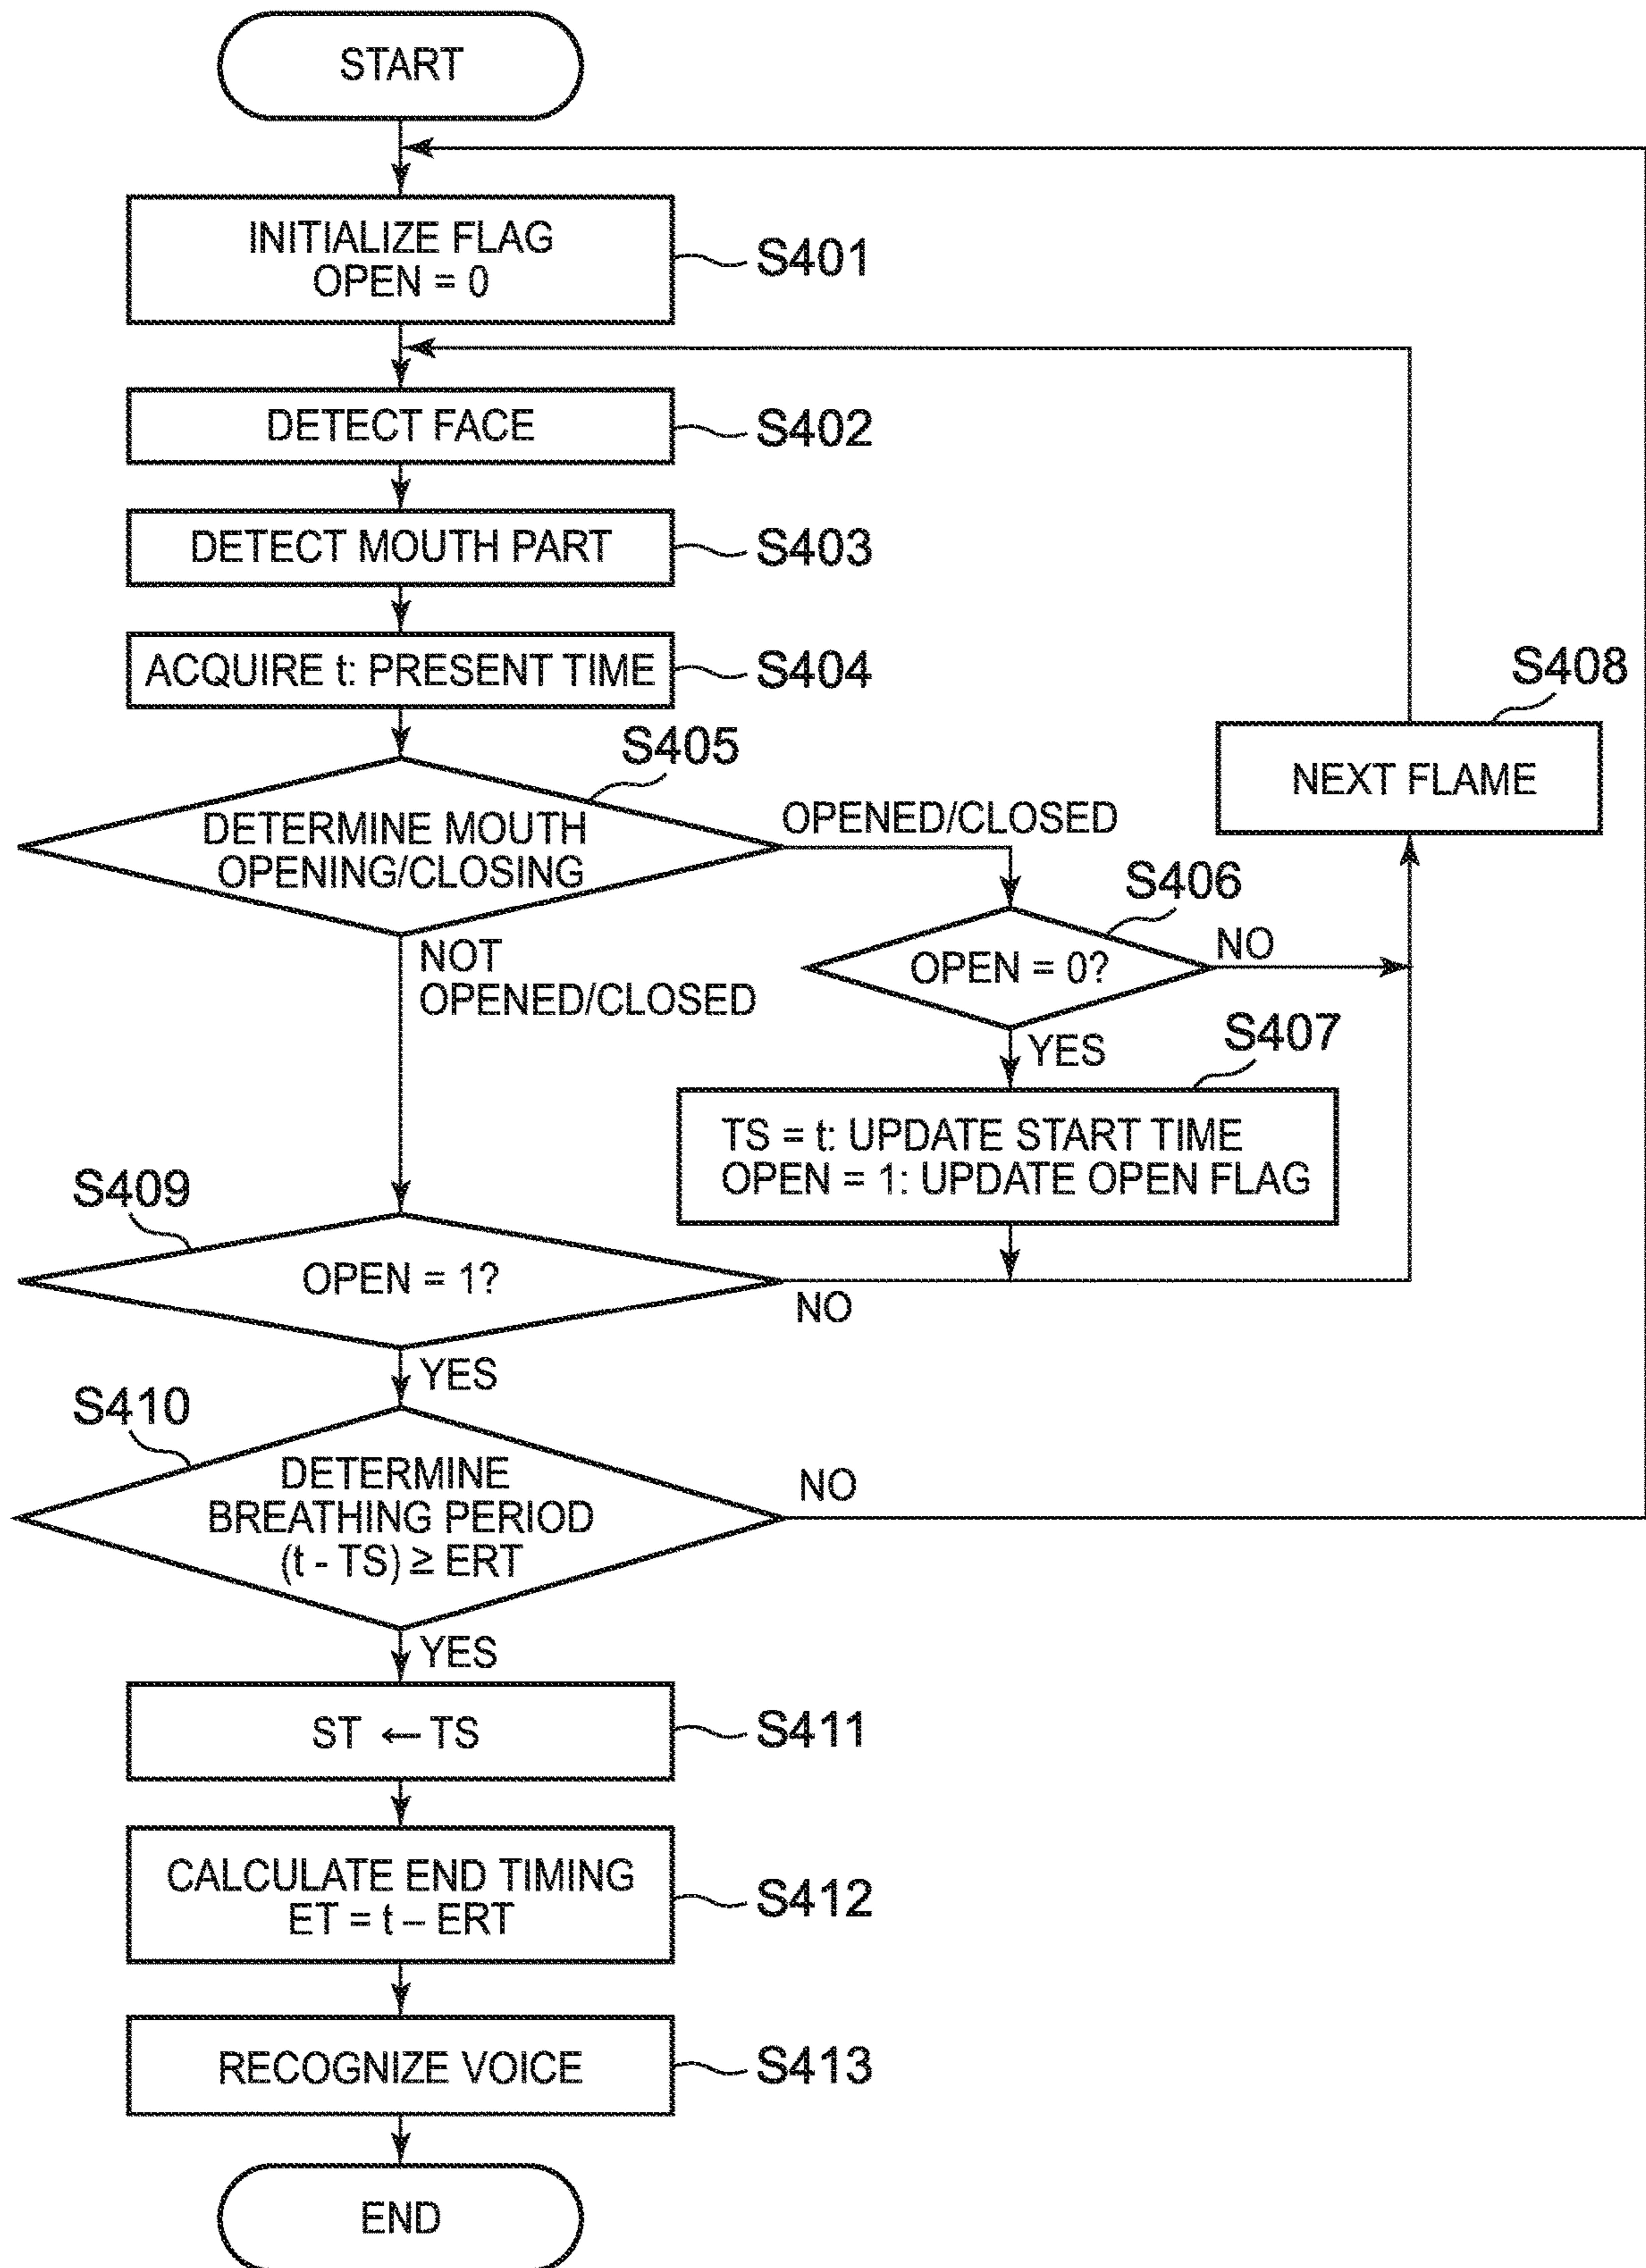 START
INITIALIZE FLAG
OPEN = 0
S401
DETECT FACE
S402
DETECT MOUTH PART
S403
ACQUIRE t: PRESENT TIME
S404
S408
NEXT FLAME
S405
DETERMINE MOUTH
OPENING/CLOSING
OPENED/CLOSED
NOT
OPENED/CLOSED
S406
OPEN = 0?
NO
YES
S407
TS = t: UPDATE START TIME
OPEN = 1: UPDATE OPEN FLAG
S409
OPEN = 1?
NO
YES
S410
DETERMINE
BREATHING PERIOD
(t - TS) ≥ ERT
NO
YES
ST ← TS
S411
CALCULATE END TIMING
ET = t – ERT
S412
RECOGNIZE VOICE
S413
END